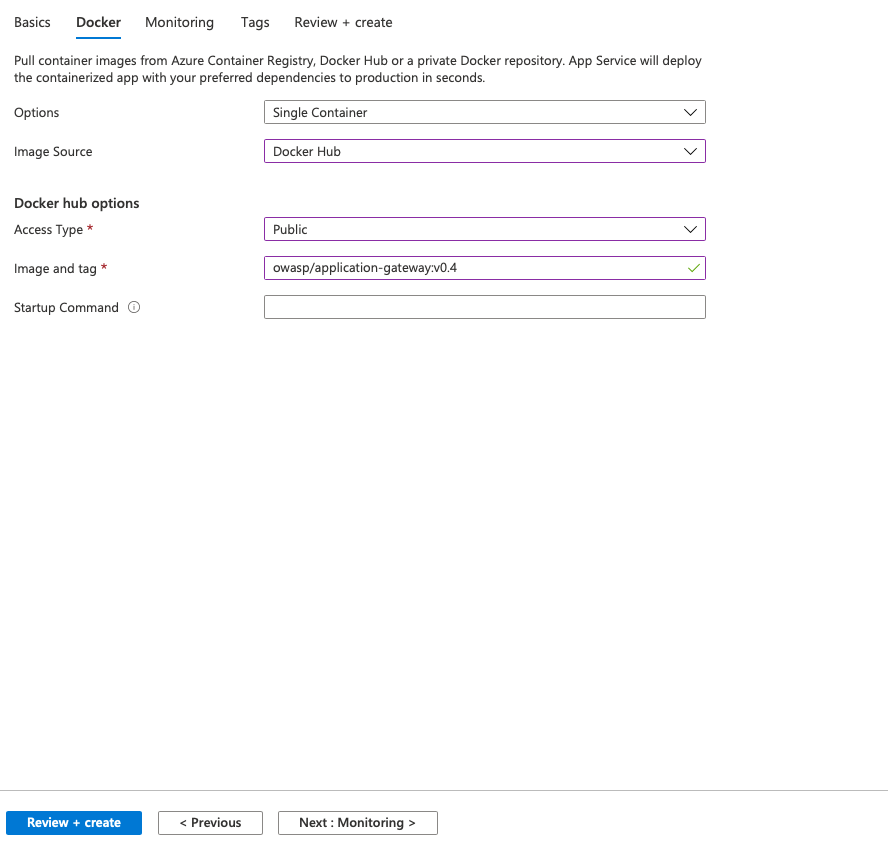 Basics Docker Monitoring Tags Review + create
Pull container images from Azure Container Registry, Docker Hub or a private Docker repository. App Service will deploy
the containerized app with your preferred dependencies to production in seconds.
Options Single Container
Image Source Docker Hub
Docker hub options
Access Type * Public
Image and tag * owasp/application-gateway:v0.4
Startup Command
Review + create < Previous Next : Monitoring >